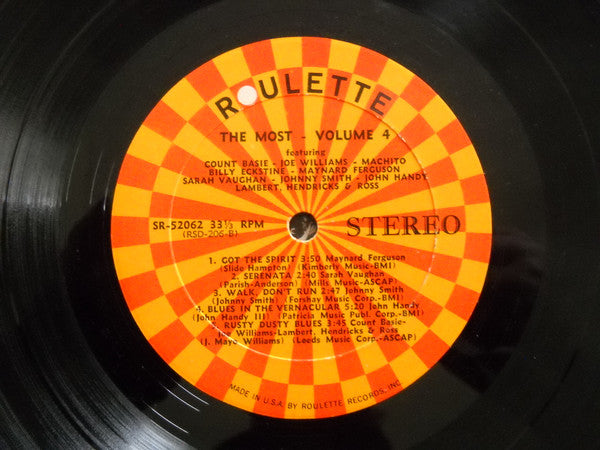 ROULETTE
THE MOST - VOLUME 4
featuring
COUNT BASIE - JOE WILLIAMS - MACHITO
BILLY ECKSTINE - MAYNARD FERGUSON
SARAH VAUGHAN - JOHNNY SMITH - JOHN HANDY
LAMBERT, HENDRICKS & ROSS
SR-52062 33⅓ RPM
(RSD-206-B)
STEREO
1. GOT THE SPIRIT 3:50 Maynard Ferguson
(Slide Hampton) (Kimberly Music-BMI)
2. SERENATA 2:40 Sarah Vaughan
(Parish-Anderson) (Mills Music-ASCAP)
3. WALK, DON'T RUN 2:47 Johnny Smith
(Johnny Smith) (Forshay Music Corp.-BMI)
4. BLUES IN THE VERNACULAR 5:20 John Handy
(John Handy III) (Patricia Music Publ. Corp.-BMI)
RUSTY DUSTY BLUES 3:45 Count Basie-
Joe Williams-Lambert, Hendricks & Ross
(J. Mayo Williams) (Leeds Music Corp.-ASCAP)
MADE IN U.S.A. BY ROULETTE RECORDS, INC.